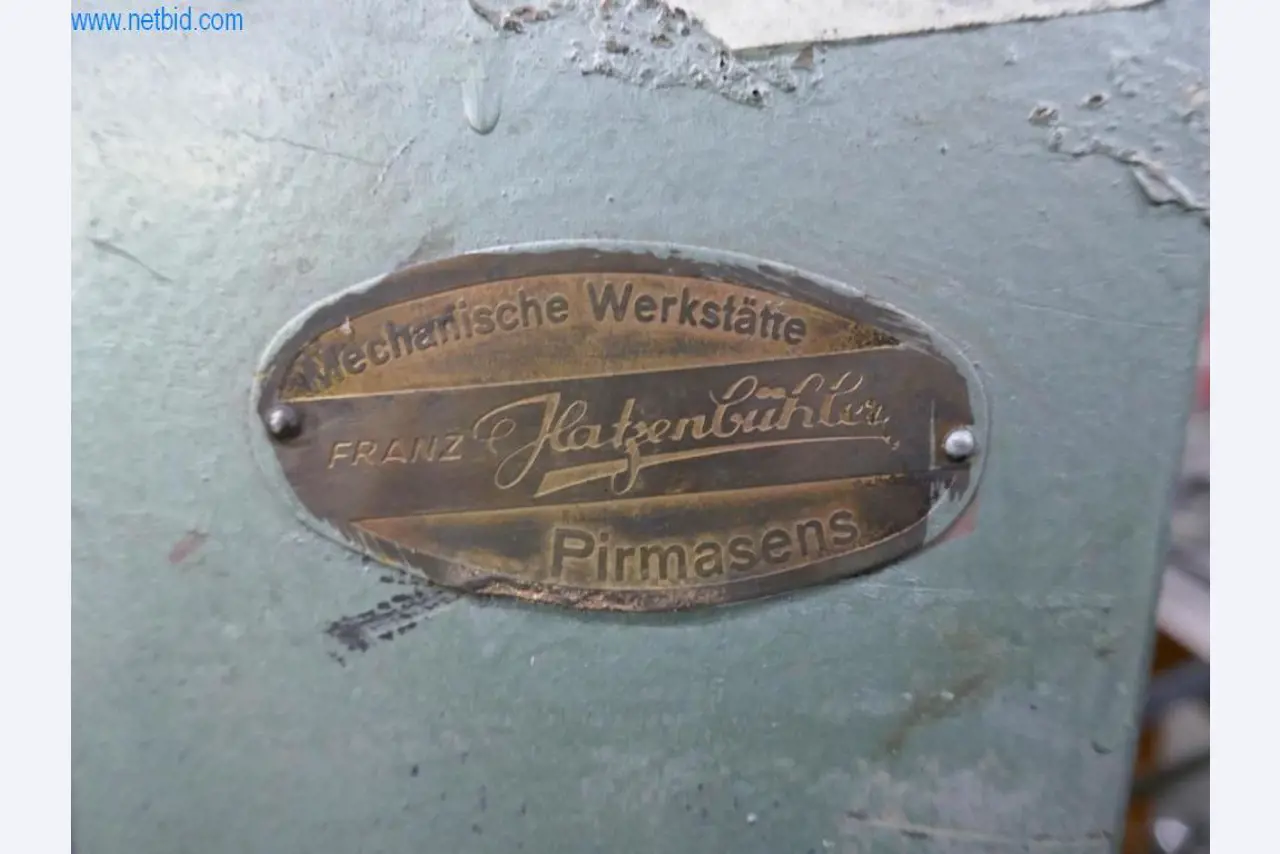 www.netbid.com
Mechanische Werkstätte
FRANZ Hatzenbühler
Pirmasens